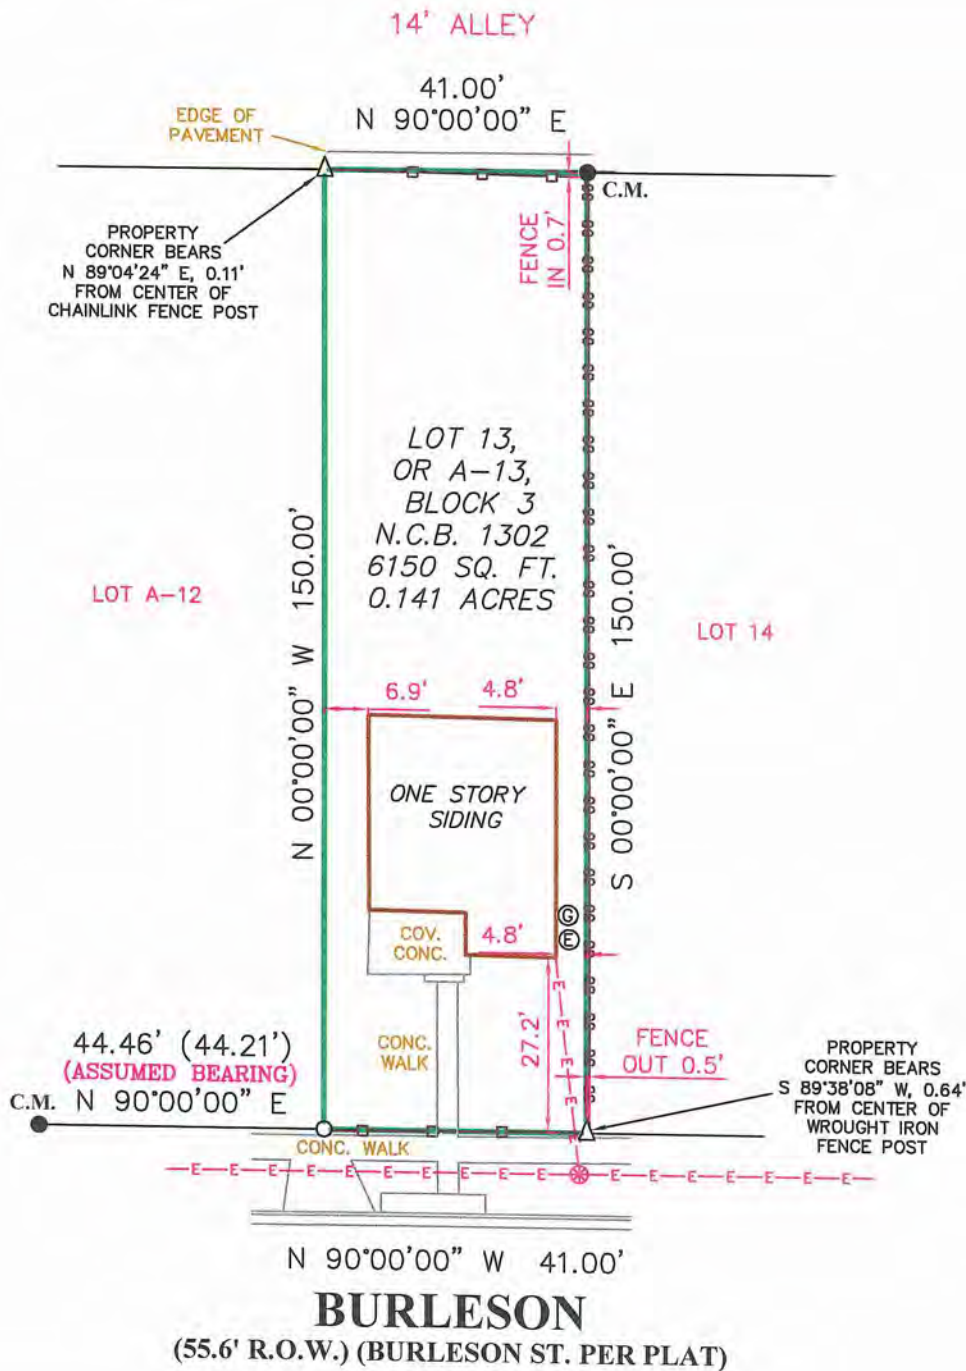 14' ALLEY
41.00'
N 90°00'00" E
EDGE OF
PAVEMENT
C.M.
PROPERTY
CORNER BEARS
N 89°04'24" E, 0.11'
FROM CENTER OF
CHAINLINK FENCE POST
FENCE
IN 0.7'
LOT 13,
OR A-13,
BLOCK 3
N.C.B. 1302
6150 SQ. FT.
0.141 ACRES
LOT A-12
N 00°00'00" W 150.00'
S 00°00'00" E 150.00'
LOT 14
6.9'
4.8'
ONE STORY
SIDING
G
E
COV.
CONC.
4.8'
E
E
E
E
27.2'
CONC.
WALK
FENCE
OUT 0.5'
44.46' (44.21')
(ASSUMED BEARING)
C.M. N 90°00'00" E
PROPERTY
CORNER BEARS
S 89°38'08" W, 0.64'
FROM CENTER OF
WROUGHT IRON
FENCE POST
CONC. WALK
E E E E E E E E E E E E E
N 90°00'00" W 41.00'
BURLESON
(55.6' R.O.W.) (BURLESON ST. PER PLAT)